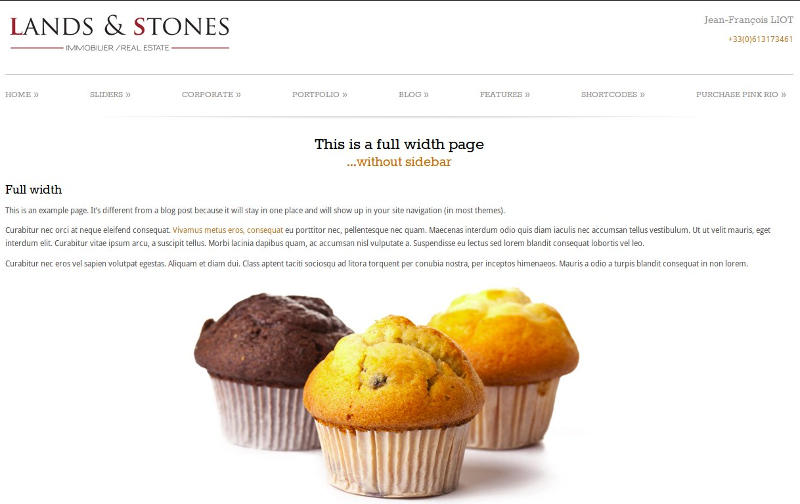 LANDS & STONES
IMMOBILIER / REAL ESTATE
Jean-François LIOT
+33(0)613173461
HOME » SLIDERS » CORPORATE » PORTFOLIO » BLOG » FEATURES » SHORTCODES » PURCHASE PINK RIO »
This is a full width page
...without sidebar
Full width
This is an example page. It's different from a blog post because it will stay in one place and will show up in your site navigation (in most themes).
Curabitur nec orci at neque eleifend consequat. Vivamus metus eros, consequat eu porttitor nec, pellentesque nec quam. Maecenas interdum odio quis diam iaculis nec accumsan tellus vestibulum. Ut ut velit mauris, eget
interdum elit. Curabitur vitae ipsum arcu, a suscipit tellus. Morbi lacinia dapibus quam, ac accumsan nisl vulputate a. Suspendisse eu lectus sed lorem blandit consequat lobortis vel leo.
Curabitur nec eros vel sapien volutpat egestas. Aliquam et diam dui. Class aptent taciti sociosqu ad litora torquent per conubia nostra, per inceptos himenaeos. Mauris a odio a turpis blandit consequat in non lorem.